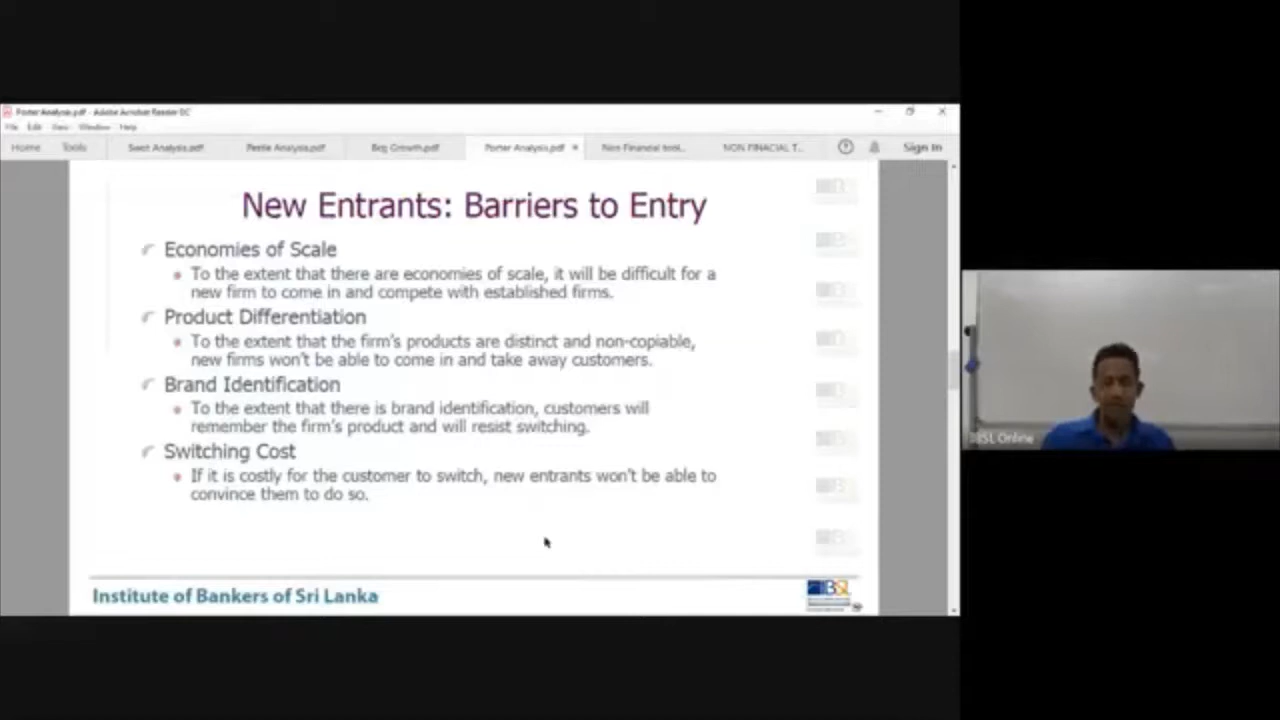 Porter Analysis.pdf - Adobe Acrobat Reader DC
File Edit View Window Help
Home Tools Swot Analysis.pdf Pestle Analysis.pdf Bcg Growth.pdf Porter Analysis.pdf × Non Financial tool... NON FINACIAL T... Sign In
New Entrants: Barriers to Entry
Economies of Scale
To the extent that there are economies of scale, it will be difficult for a
new firm to come in and compete with established firms.
Product Differentiation
To the extent that the firm's products are distinct and non-copiable,
new firms won't be able to come in and take away customers.
Brand Identification
To the extent that there is brand identification, customers will
remember the firm's product and will resist switching.
Switching Cost
If it is costly for the customer to switch, new entrants won't be able to
convince them to do so.
Institute of Bankers of Sri Lanka
IBSL
IBSL Online